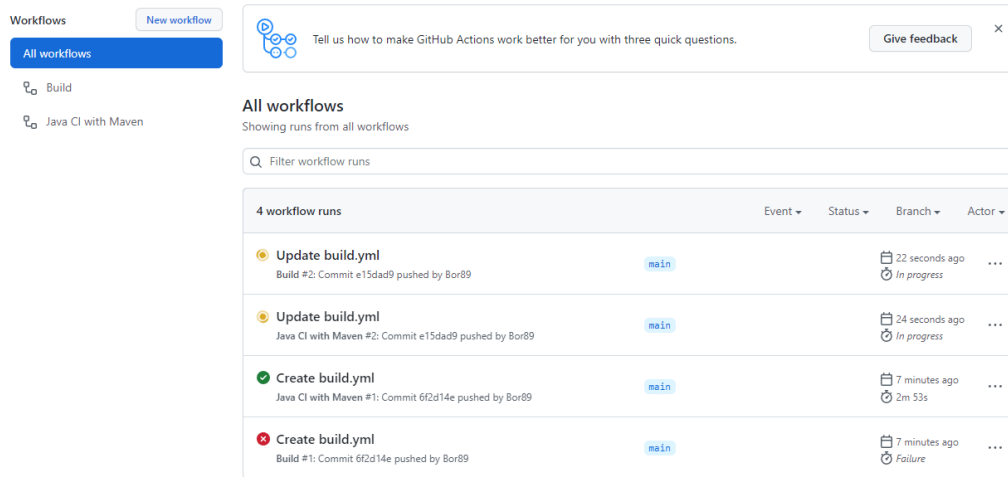 Workflows
New workflow
All workflows
Build
Java CI with Maven
Tell us how to make GitHub Actions work better for you with three quick questions.
Give feedback
All workflows
Showing runs from all workflows
Filter workflow runs
4 workflow runs
Event
Status
Branch
Actor
Update build.yml
Build #2: Commit e15dad9 pushed by Bor89
main
22 seconds ago
In progress
Update build.yml
Java CI with Maven #2: Commit e15dad9 pushed by Bor89
main
24 seconds ago
In progress
Create build.yml
Java CI with Maven #1: Commit 6f2d14e pushed by Bor89
main
7 minutes ago
2m 53s
Create build.yml
Build #1: Commit 6f2d14e pushed by Bor89
main
7 minutes ago
Failure